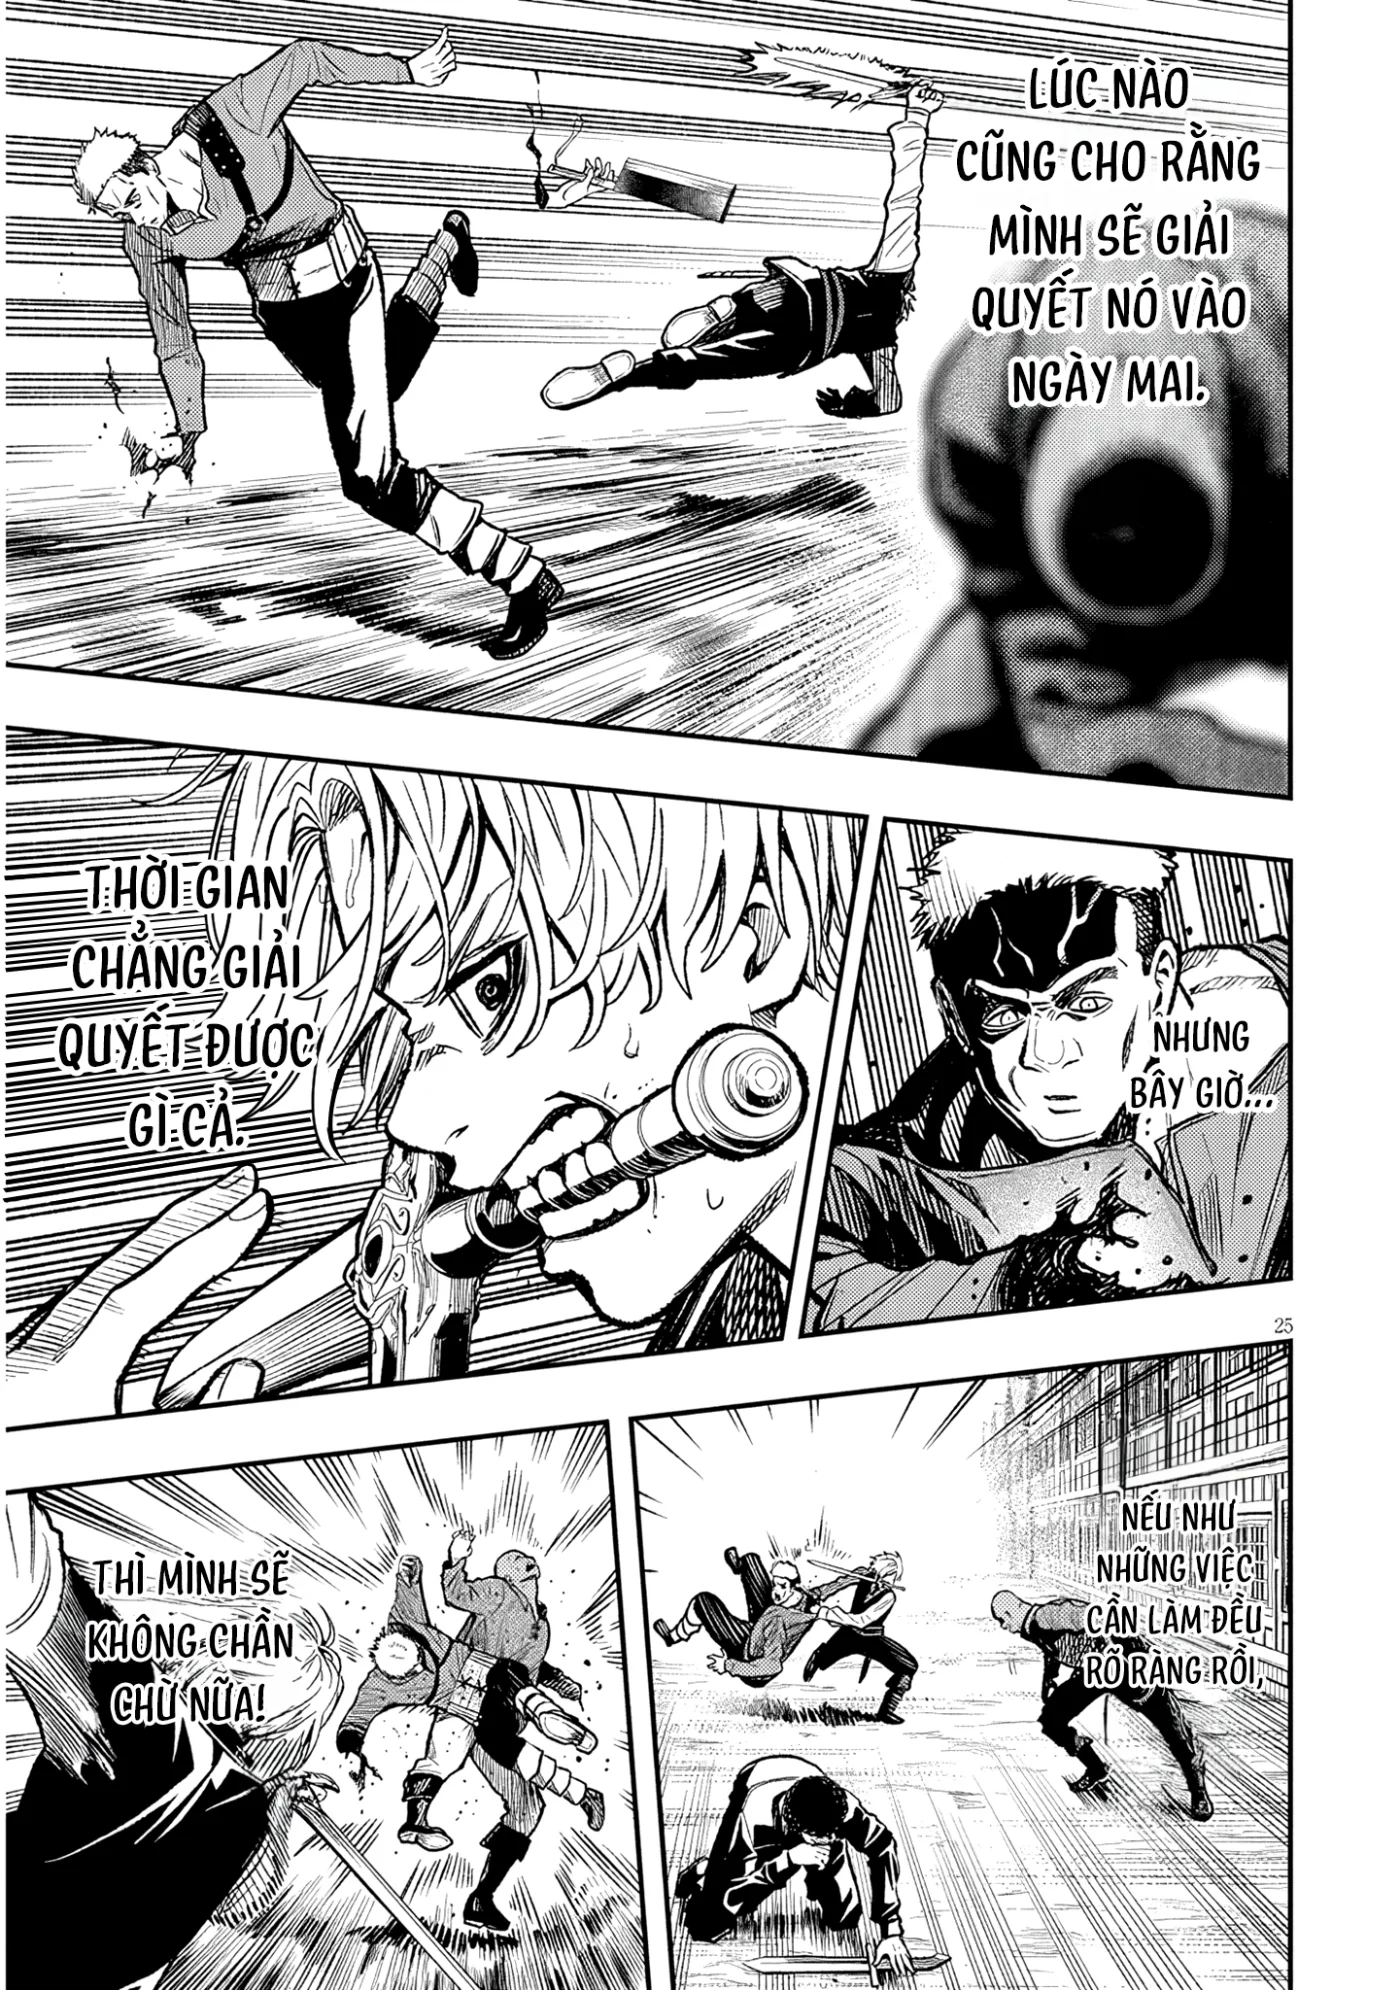 LÚC NÀO
CŨNG CHO RẰNG
MÌNH SẼ GIẢI
QUYẾT NÓ VÀO
NGÀY MAI.
NHƯNG
BÂY GIỜ...
THỜI GIAN
CHẲNG GIẢI
QUYẾT ĐƯỢC
GÌ CẢ.
25
NẾU NHƯ
NHỮNG VIỆC
CẦN LÀM ĐỀU
RÕ RÀNG RỒI,
THÌ MÌNH SẼ
KHÔNG CHẦN
CHỪ NỮA!